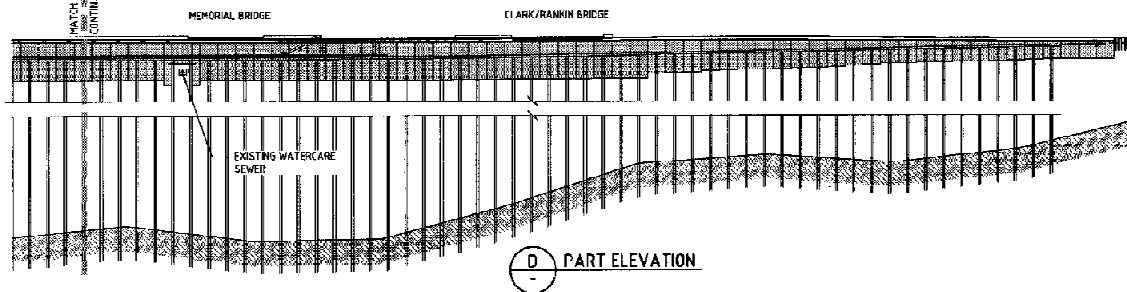 MATCH
CONTIN
MEMORIAL BRIDGE
CLARK/RANKIN BRIDGE
EXISTING WATERCARE
SEWER
D
-
PART ELEVATION